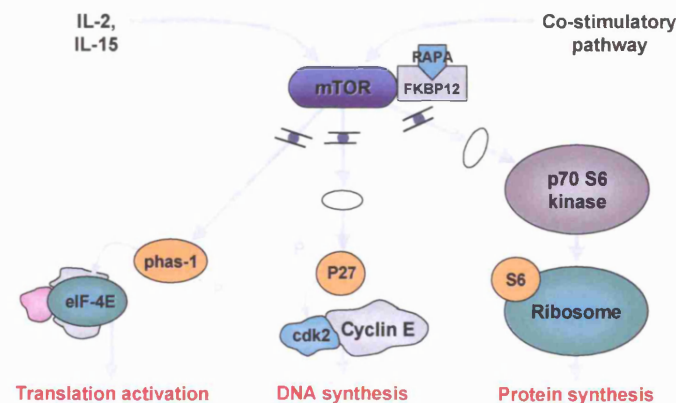 IL-2,
IL-15
Co-stimulatory
pathway
RAPA
mTOR
FKBP12
p70 S6
kinase
phas-1
P27
S6
eIF-4E
cdk2
Cyclin E
Ribosome
Translation activation
DNA synthesis
Protein synthesis